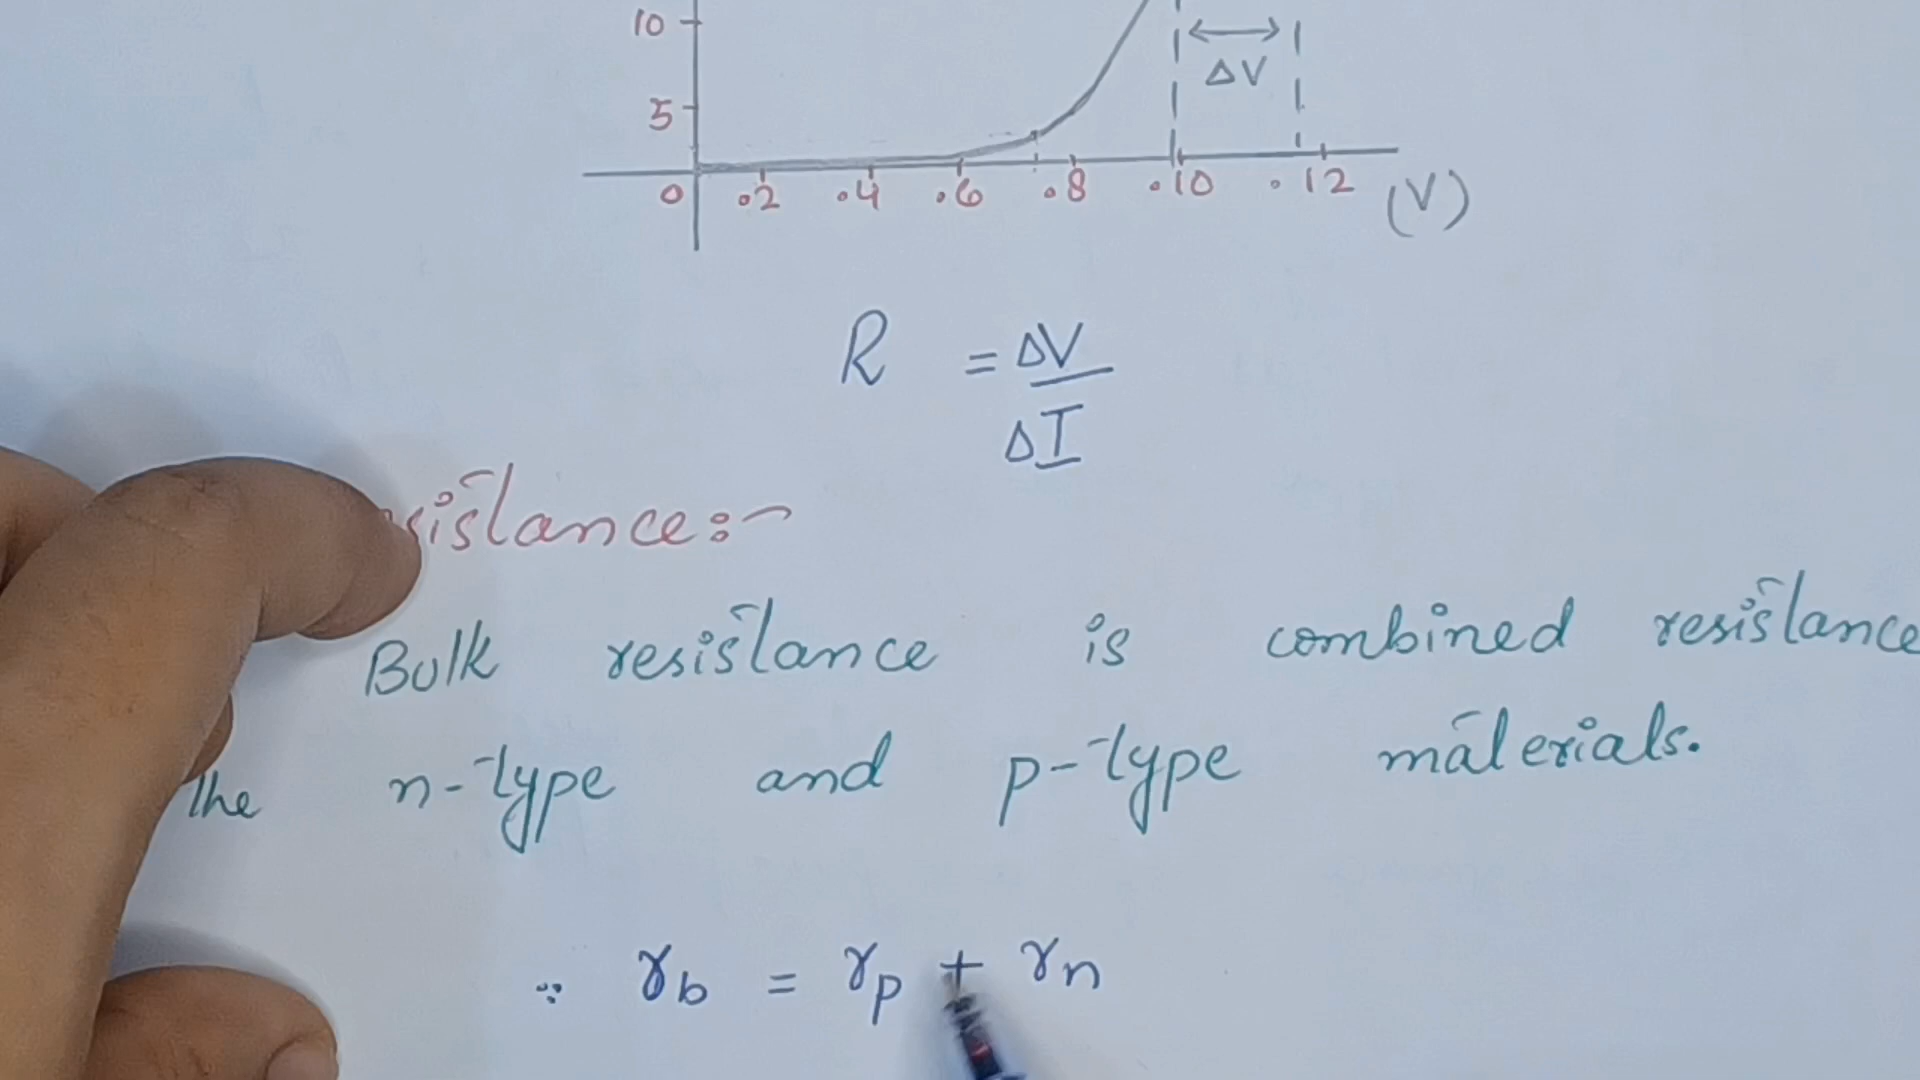 10
ΔV
5
0 .2 .4 .6 .8 .10 .12 (V)
R = ΔV
ΔI
sistance:-
Bulk resistance is combined resistance
the n-type and p-type materials.
∵ rb = rp + rn